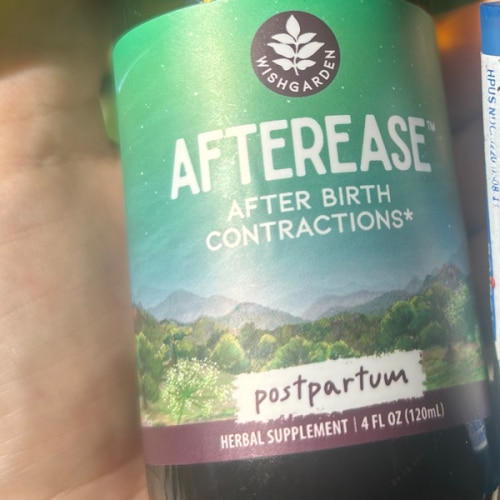 WISHGARDEN
AFTEREASE™
AFTER BIRTH
CONTRACTIONS*
postpartum
HERBAL SUPPLEMENT | 4 FL OZ (120mL)